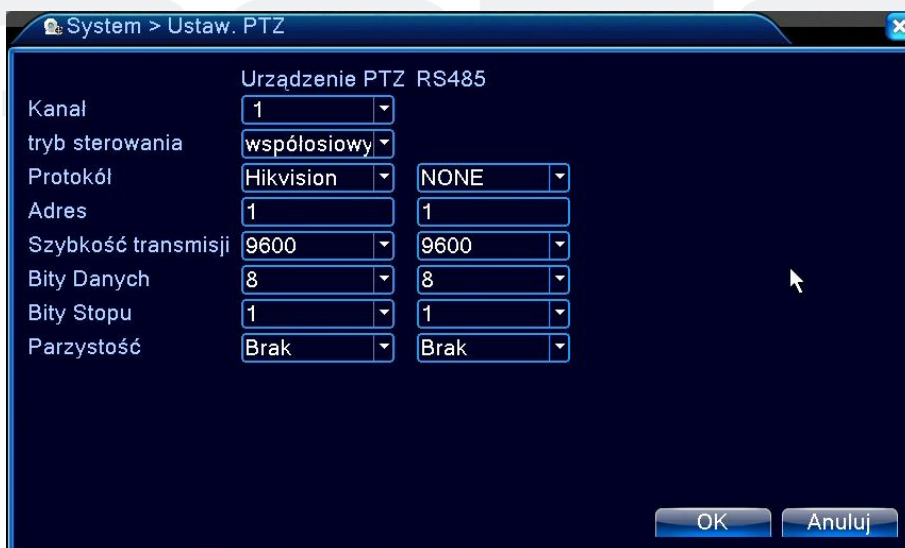 System > Ustaw. PTZ
Urządzenie PTZ RS485
Kanał 1
tryb sterowania współosiowy
Protokół Hikvision NONE
Adres 1 1
Szybkość transmisji 9600 9600
Bity Danych 8 8
Bity Stopu 1 1
Parzystość Brak Brak
OK Anuluj